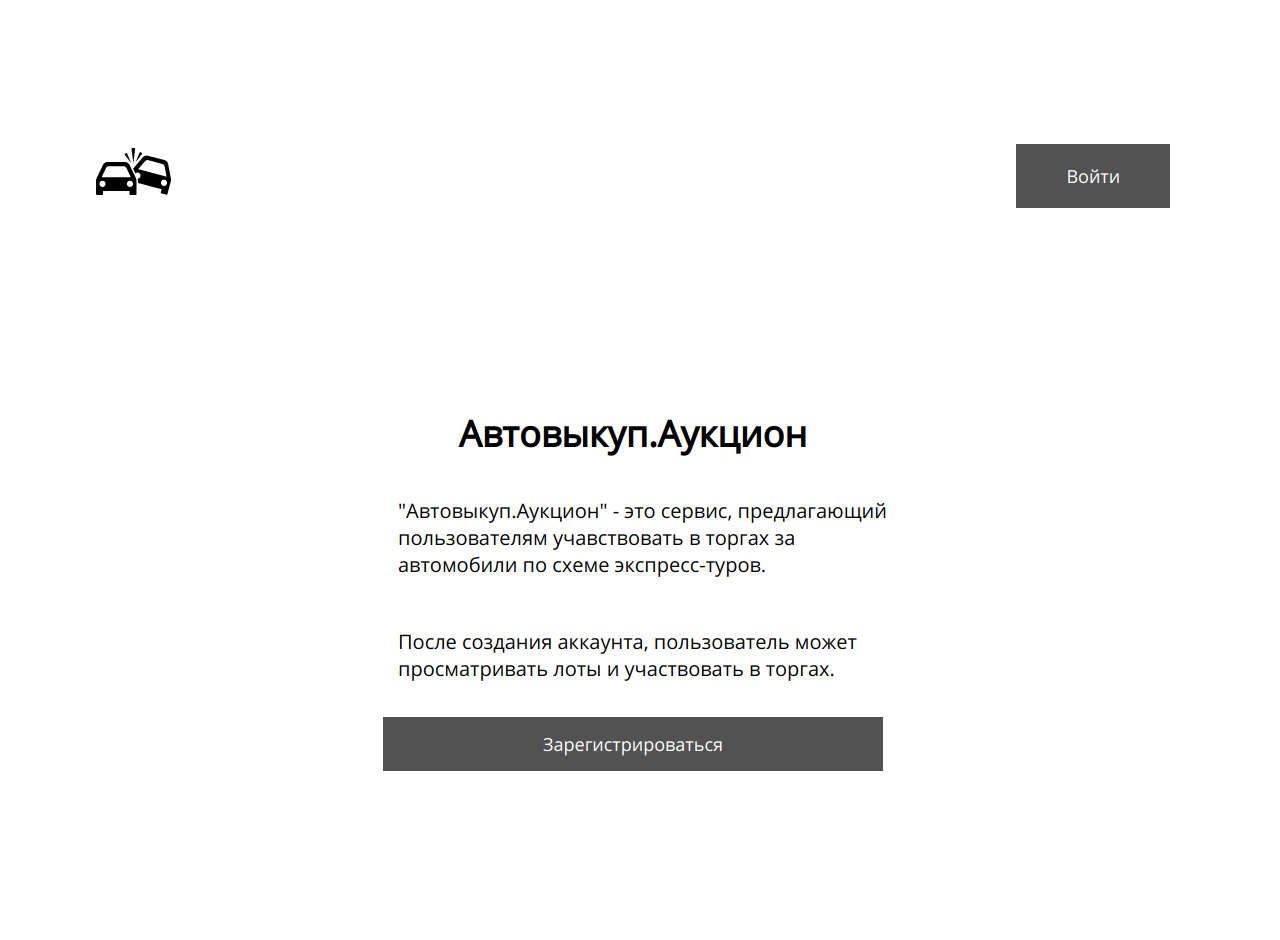 Войти
Автовыкуп.Аукцион
"Автовыкуп.Аукцион" - это сервис, предлагающий
пользователям учавствовать в торгах за
автомобили по схеме экспресс-туров.
После создания аккаунта, пользователь может
просматривать лоты и участвовать в торгах.
Зарегистрироваться